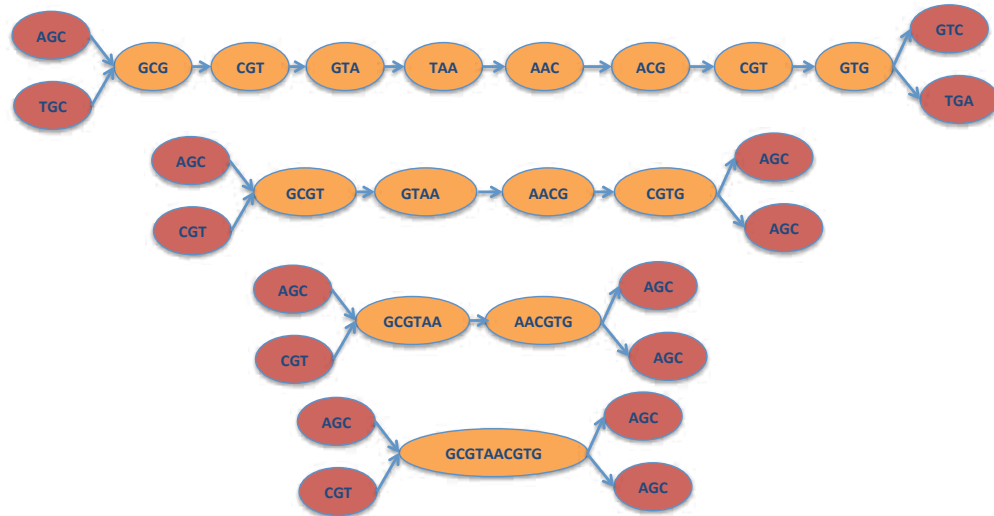 AGC GTC
GCG CGT GTA TAA AAC ACG CGT GTG
TGC TGA
AGC AGC
GCGT GTAA AACG CGTG
CGT AGC
AGC AGC
GCGTAA AACGTG
CGT AGC
AGC AGC
GCGTAACGTG
CGT AGC